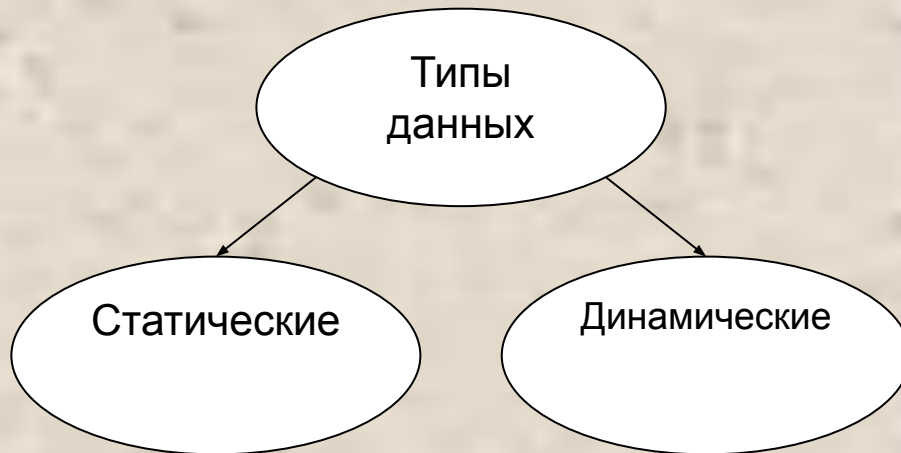 Типы
данных
Статические
Динамические